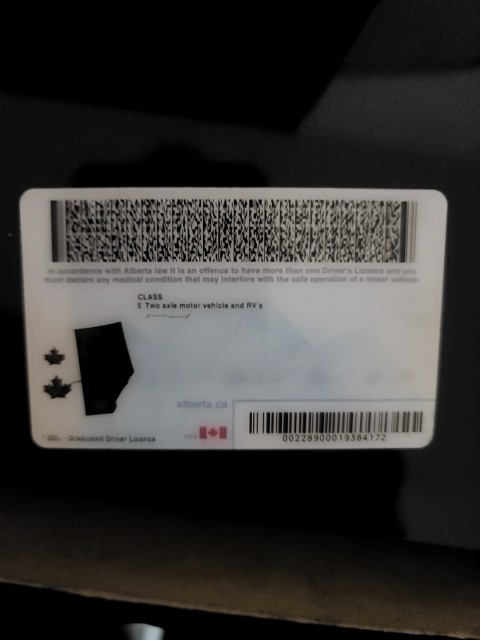 In accordance with Alberta law it is an offence to have more than one Driver's Licence and you
must declare any medical condition that may interfere with the safe operation of a motor vehicle.
CLASS
5 Two axle motor vehicle and RV's
alberta.ca
GDL - Graduated Driver Licence
00228900019384172